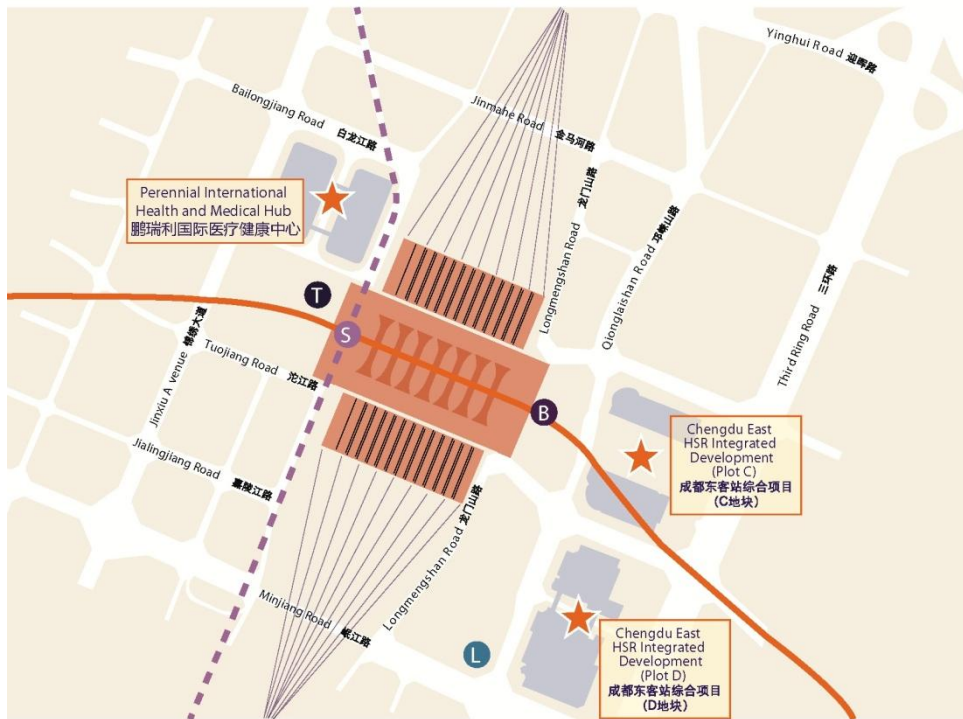 Yinghui Road 迎晖路
Bailongjiang Road 白龙江路
Jinmahe Road 金马河路
Perennial International
Health and Medical Hub
鹏瑞利国际医疗健康中心
Longmengshan Road 龙门山路
Qionglaishan Road 邛崃山路
Third Ring Road 三环路
T
S
B
Jinxiu Avenue 锦绣大道
Tuojiang Road 沱江路
Jialingjiang Road 嘉陵江路
Chengdu East
HSR Integrated
Development
(Plot C)
成都东客站综合项目
(C地块)
Longmengshan Road 龙门山路
Minjiang Road 岷江路
L
Chengdu East
HSR Integrated
Development
(Plot D)
成都东客站综合项目
(D地块)